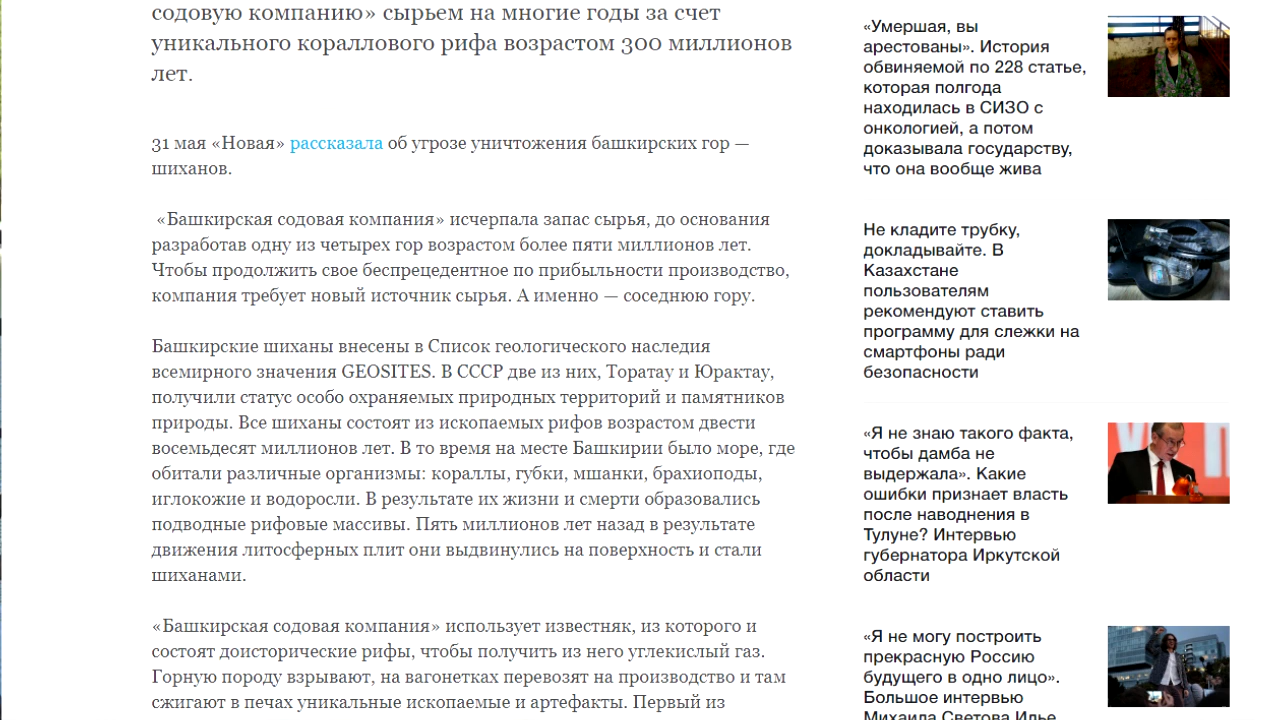 содовую компанию» сырьем на многие годы за счет
уникального кораллового рифа возрастом 300 миллионов
лет.
31 мая «Новая» рассказала об угрозе уничтожения башкирских гор —
шиханов.
«Башкирская содовая компания» исчерпала запас сырья, до основания
разработав одну из четырех гор возрастом более пяти миллионов лет.
Чтобы продолжить свое беспрецедентное по прибыльности производство,
компания требует новый источник сырья. А именно — соседнюю гору.
Башкирские шиханы внесены в Список геологического наследия
всемирного значения GEOSITES. В СССР две из них, Торатау и Юрактау,
получили статус особо охраняемых природных территорий и памятников
природы. Все шиханы состоят из ископаемых рифов возрастом двести
восемьдесят миллионов лет. В то время на месте Башкирии было море, где
обитали различные организмы: кораллы, губки, мшанки, брахиоподы,
иглокожие и водоросли. В результате их жизни и смерти образовались
подводные рифовые массивы. Пять миллионов лет назад в результате
движения литосферных плит они выдвинулись на поверхность и стали
шиханами.
«Башкирская содовая компания» использует известняк, из которого и
состоят доисторические рифы, чтобы получить из него углекислый газ.
Горную породу взрывают, на вагонетках перевозят на производство и там
сжигают в печах уникальные ископаемые и артефакты. Первый из
«Умершая, вы
арестованы». История
обвиняемой по 228 статье,
которая полгода
находилась в СИЗО с
онкологией, а потом
доказывала государству,
что она вообще жива
Не кладите трубку,
докладывайте. В
Казахстане
пользователям
рекомендуют ставить
программу для слежки на
смартфоны ради
безопасности
«Я не знаю такого факта,
чтобы дамба не
выдержала». Какие
ошибки признает власть
после наводнения в
Тулуне? Интервью
губернатора Иркутской
области
«Я не могу построить
прекрасную Россию
будущего в одно лицо».
Большое интервью
Михаила Светова Илье